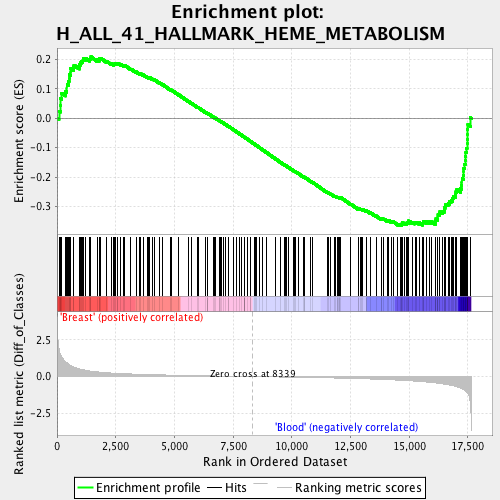 Enrichment plot:
H_ALL_41_HALLMARK_HEME_METABOLISM
Enrichment score (ES)
0.2
0.1
0.0
-0.1
-0.2
-0.3
'Breast' (positively correlated)
Ranked list metric (Diff_of_Classes)
2.5
0.0
-2.5
Zero cross at 8339
'Blood' (negatively correlated)
0
2,500
5,000
7,500
10,000
12,500
15,000
17,500
Rank in Ordered Dataset
Enrichment profile
Hits
Ranking metric scores